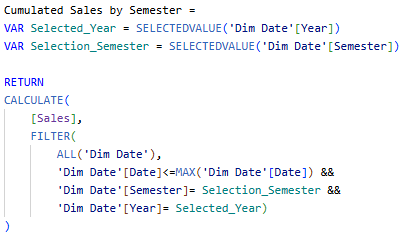 Cumulated Sales by Semester =
VAR Selected_Year = SELECTEDVALUE('Dim Date'[Year])
VAR Selection_Semester = SELECTEDVALUE('Dim Date'[Semester])
RETURN
CALCULATE(
[Sales],
FILTER(
ALL('Dim Date'),
'Dim Date'[Date]<=MAX('Dim Date'[Date]) &&
'Dim Date'[Semester]= Selection_Semester &&
'Dim Date'[Year]= Selected_Year)
)